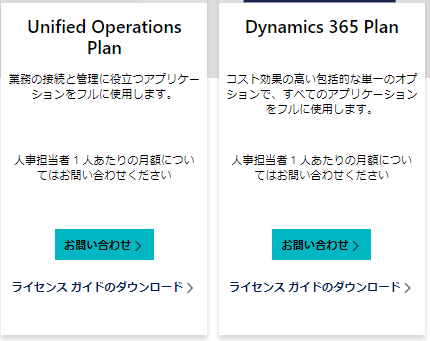 Unified Operations
Plan
業務の接続と管理に役立つアプリケー
ションをフルに使用します。
人事担当者 1 人あたりの月額につい
てはお問い合わせください
お問い合わせ
ライセンス ガイドのダウンロード
Dynamics 365 Plan
コスト効果の高い包括的な単一のオプ
ションで、すべてのアプリケーション
をフルに使用します。
人事担当者 1 人あたりの月額につい
てはお問い合わせください
お問い合わせ
ライセンス ガイドのダウンロード